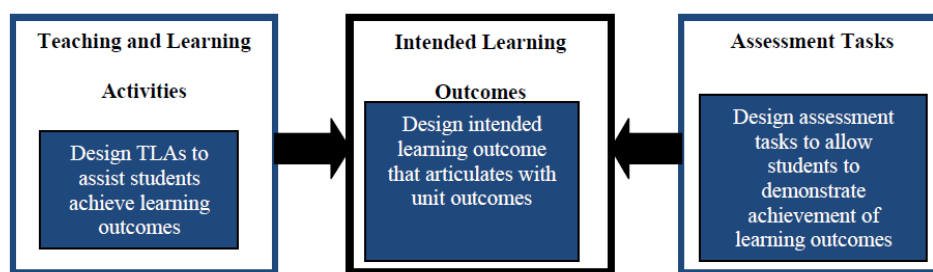 Teaching and Learning
Activities
Design TLAs to
assist students
achieve learning
outcomes
Intended Learning
Outcomes
Design intended
learning outcome
that articulates with
unit outcomes
Assessment Tasks
Design assessment
tasks to allow
students to
demonstrate
achievement of
learning outcomes